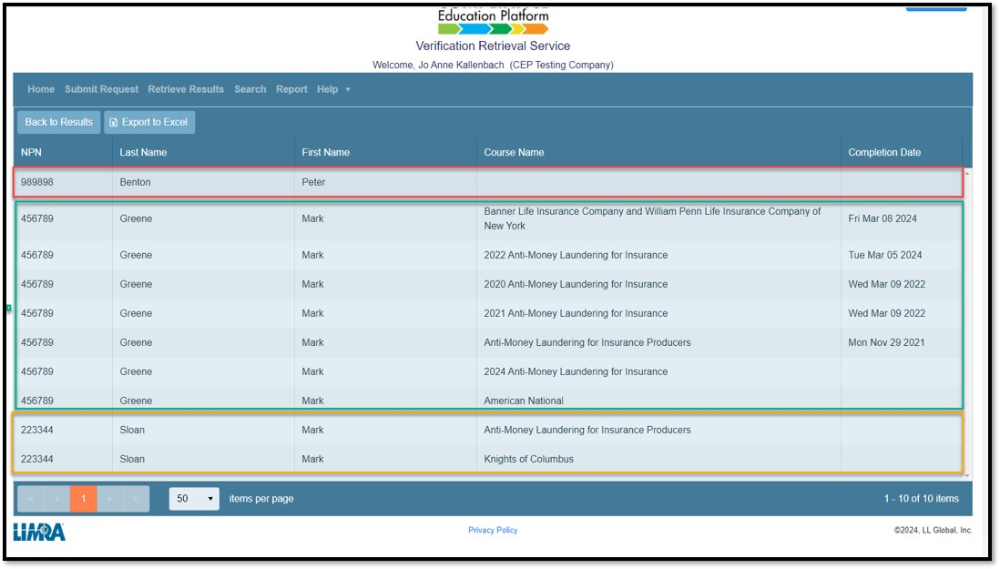 Education Platform
Verification Retrieval Service
Welcome, Jo Anne Kallenbach (CEP Testing Company)
Home Submit Request Retrieve Results Search Report Help
Back to Results Export to Excel
NPN Last Name First Name Course Name Completion Date
989898 Benton Peter
456789 Greene Mark Banner Life Insurance Company and William Penn Life Insurance Company of
New York Fri Mar 08 2024
456789 Greene Mark 2022 Anti-Money Laundering for Insurance Tue Mar 05 2024
456789 Greene Mark 2020 Anti-Money Laundering for Insurance Wed Mar 09 2022
456789 Greene Mark 2021 Anti-Money Laundering for Insurance Wed Mar 09 2022
456789 Greene Mark Anti-Money Laundering for Insurance Producers Mon Nov 29 2021
456789 Greene Mark 2024 Anti-Money Laundering for Insurance
456789 Greene Mark American National
223344 Sloan Mark Anti-Money Laundering for Insurance Producers
223344 Sloan Mark Knights of Columbus
1 50 items per page 1 - 10 of 10 items
LIMRA Privacy Policy ©2024, LL Global, Inc.